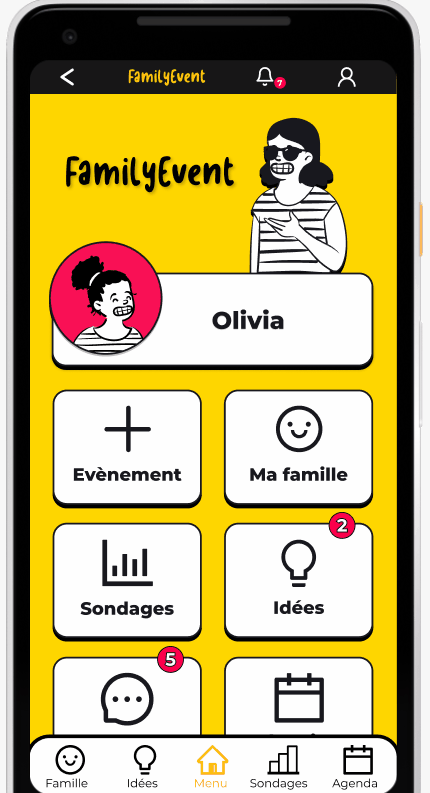 FamilyEvent
7
FamilyEvent
Olivia
Evènement
Ma famille
2
Sondages
Idées
5
Famille
Idées
Menu
Sondages
Agenda